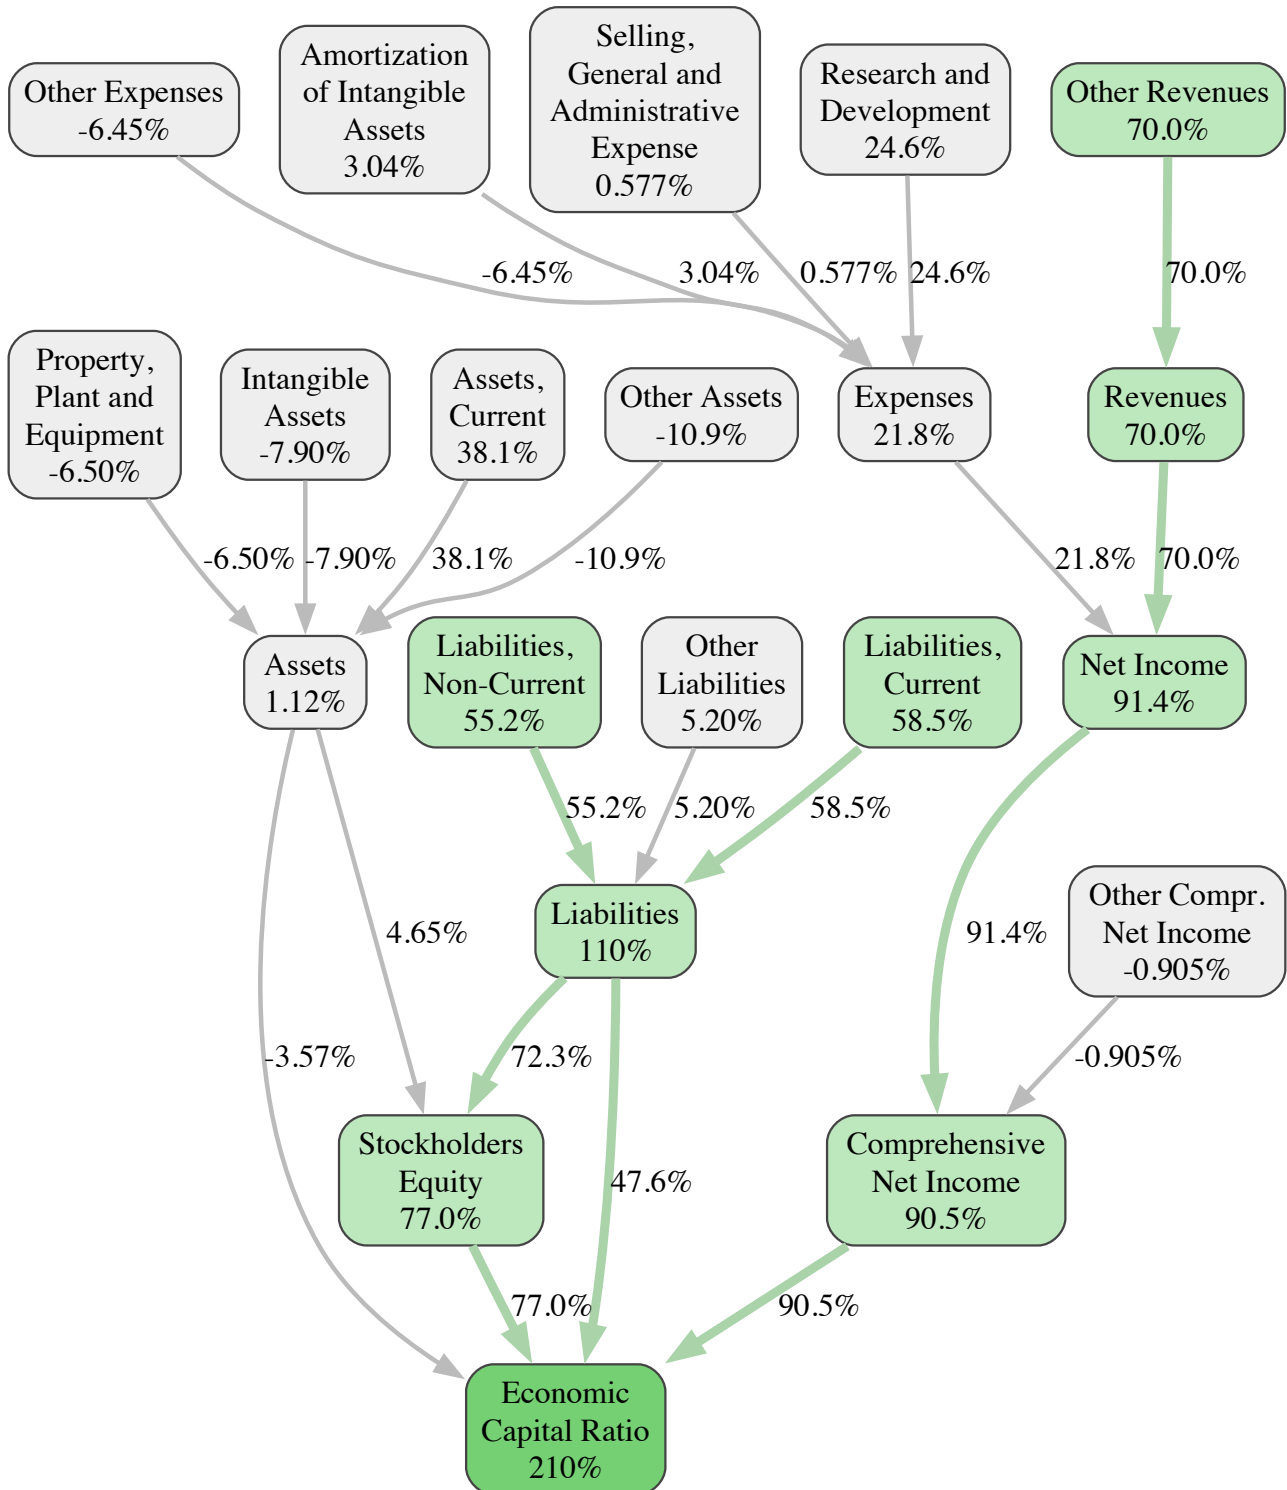 Other Expenses
-6.45%
Amortization
of Intangible
Assets
3.04%
Selling,
General and
Administrative
Expense
0.577%
Research and
Development
24.6%
Other Revenues
70.0%
-6.45%
3.04%
0.577%
24.6%
70.0%
Property,
Plant and
Equipment
-6.50%
Intangible
Assets
-7.90%
Assets,
Current
38.1%
Other Assets
-10.9%
Expenses
21.8%
Revenues
70.0%
-6.50%
-7.90%
38.1%
-10.9%
21.8%
70.0%
Assets
1.12%
Liabilities,
Non-Current
55.2%
Other
Liabilities
5.20%
Liabilities,
Current
58.5%
Net Income
91.4%
55.2%
5.20%
58.5%
Liabilities
110%
4.65%
91.4%
Other Compr.
Net Income
-0.905%
-3.57%
72.3%
-0.905%
Stockholders
Equity
77.0%
47.6%
Comprehensive
Net Income
90.5%
77.0%
90.5%
Economic
Capital Ratio
210%